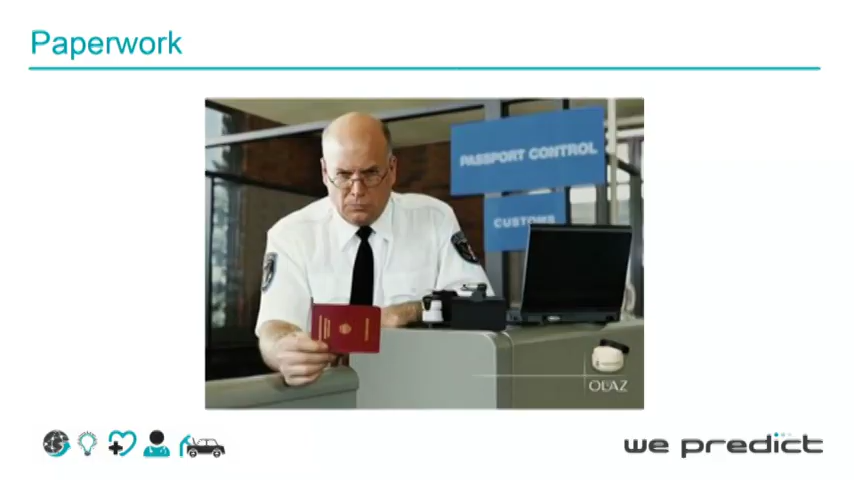 Paperwork
PASSPORT CONTROL
CUSTOMS
OLAZ
we predict